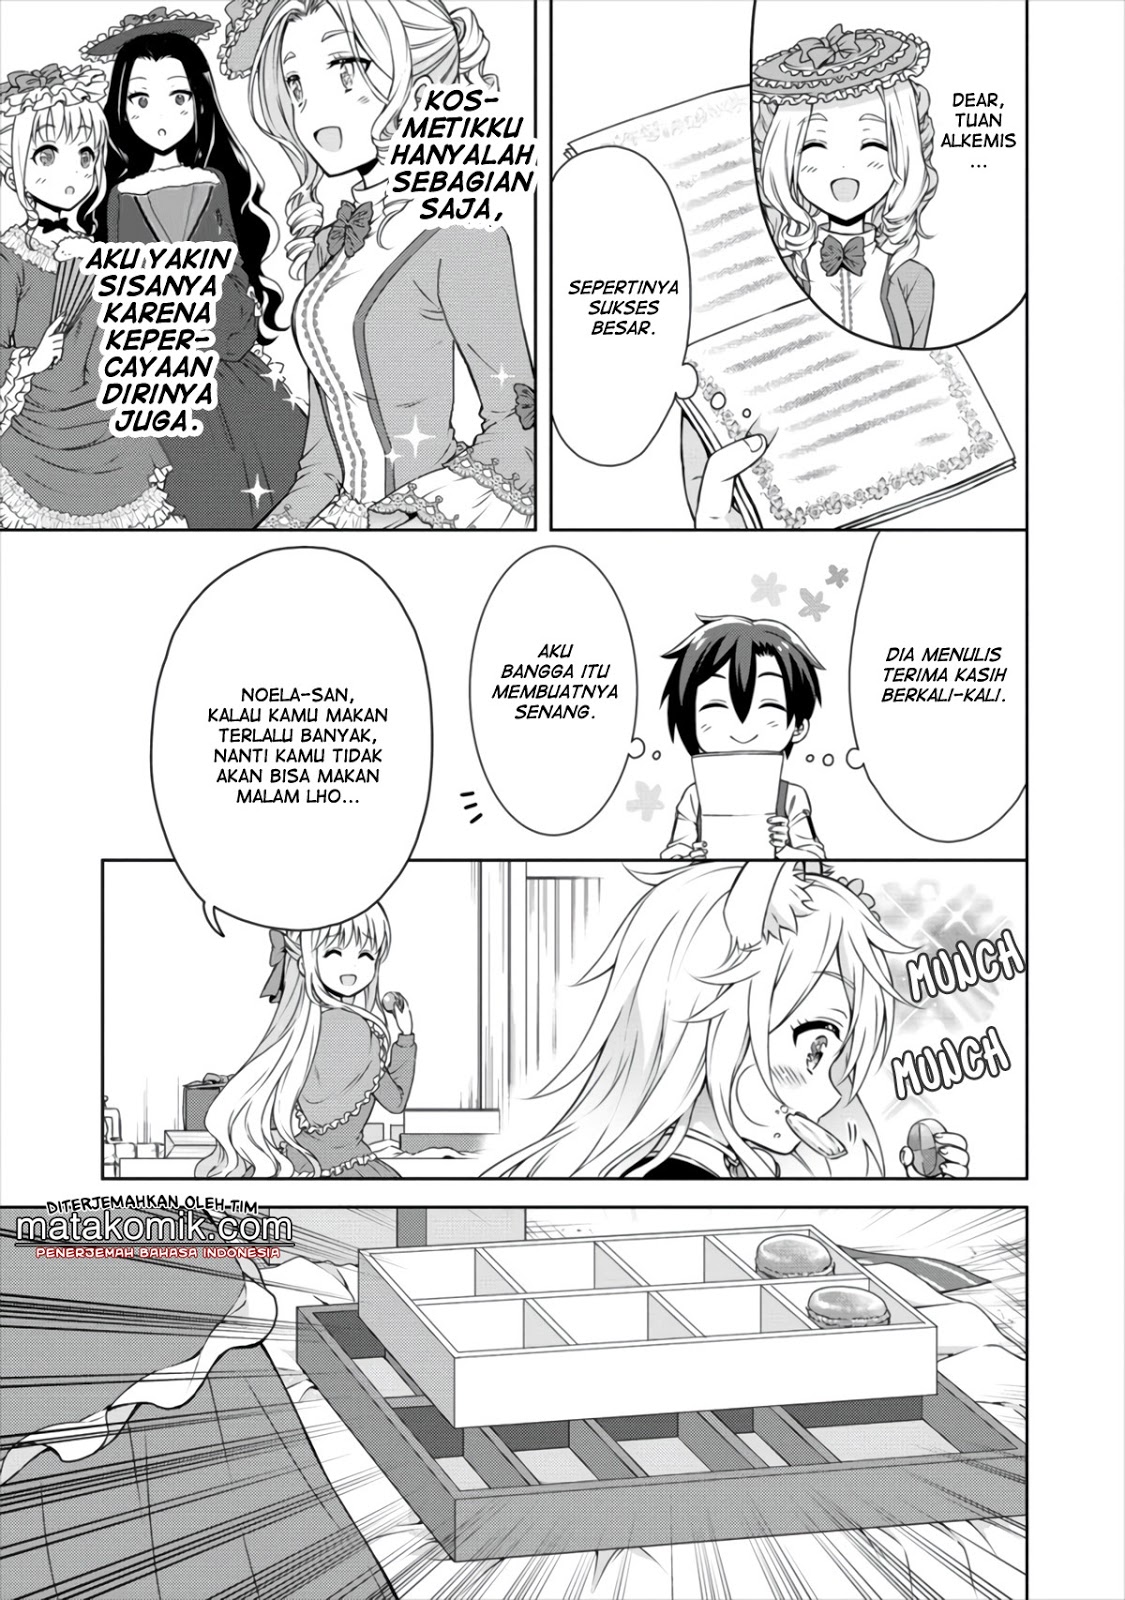 DEAR,
TUAN
ALKEMIS
...
SEPERTINYA
SUKSES
BESAR.
KOS-
METIKKU
HANYALAH
SEBAGIAN
SAJA,
AKU YAKIN
SISANYA
KARENA
KEPER-
CAYAAN
DIRINYA
JUGA.
DIA MENULIS
TERIMA KASIH
BERKALI-KALI.
AKU
BANGGA ITU
MEMBUATNYA
SENANG.
NOELA-SAN,
KALAU KAMU MAKAN
TERLALU BANYAK,
NANTI KAMU TIDAK
AKAN BISA MAKAN
MALAM LHO...
MUNCH
MUNCH
DITERJEMAHKAN OLEH TIM
matakomik.com
PENERJEMAH BAHASA INDONESIA